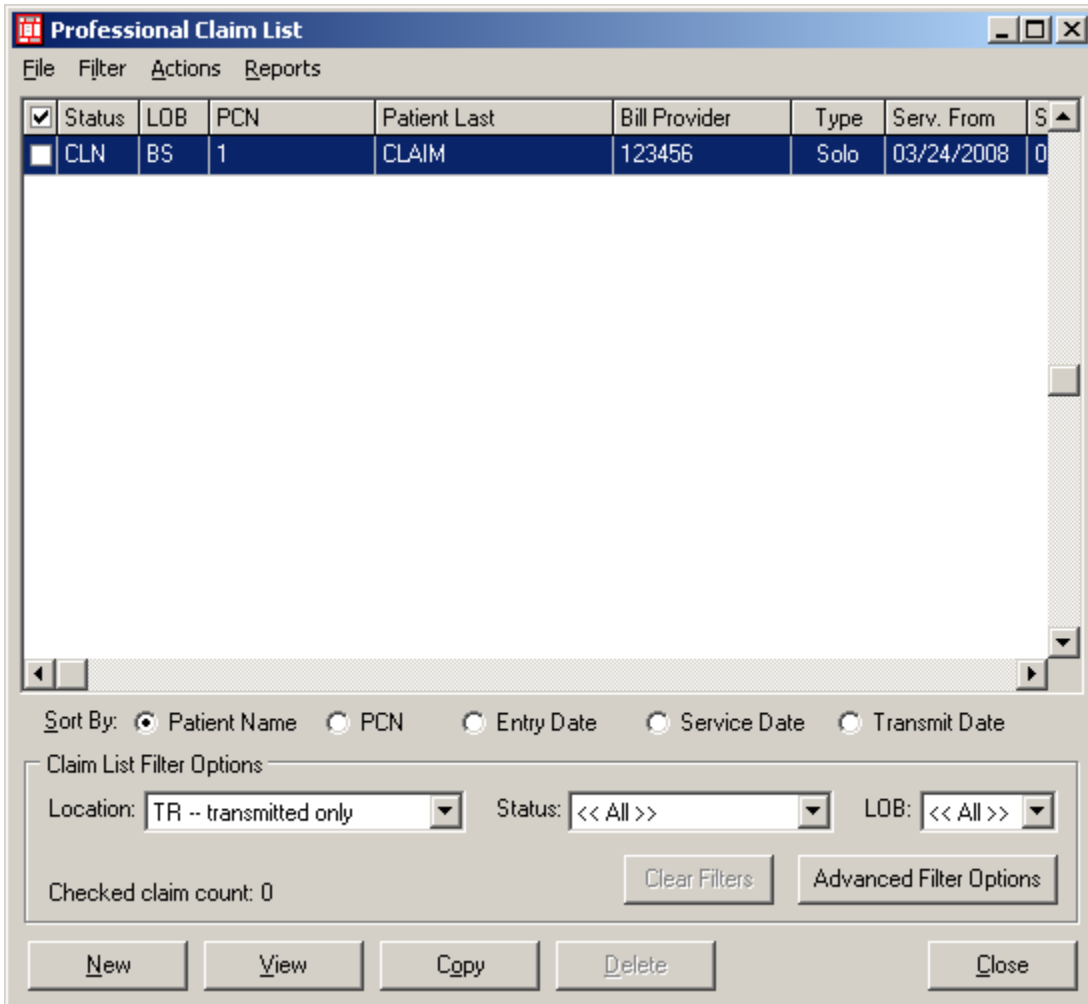 Professional Claim List
File Filter Actions Reports
Status LOB PCN Patient Last Bill Provider Type Serv. From S
CLN BS 1 CLAIM 123456 Solo 03/24/2008 0
Sort By: Patient Name PCN Entry Date Service Date Transmit Date
Claim List Filter Options
Location: TR -- transmitted only Status: << All >> LOB: << All >>
Checked claim count: 0 Clear Filters Advanced Filter Options
New View Copy Delete Close